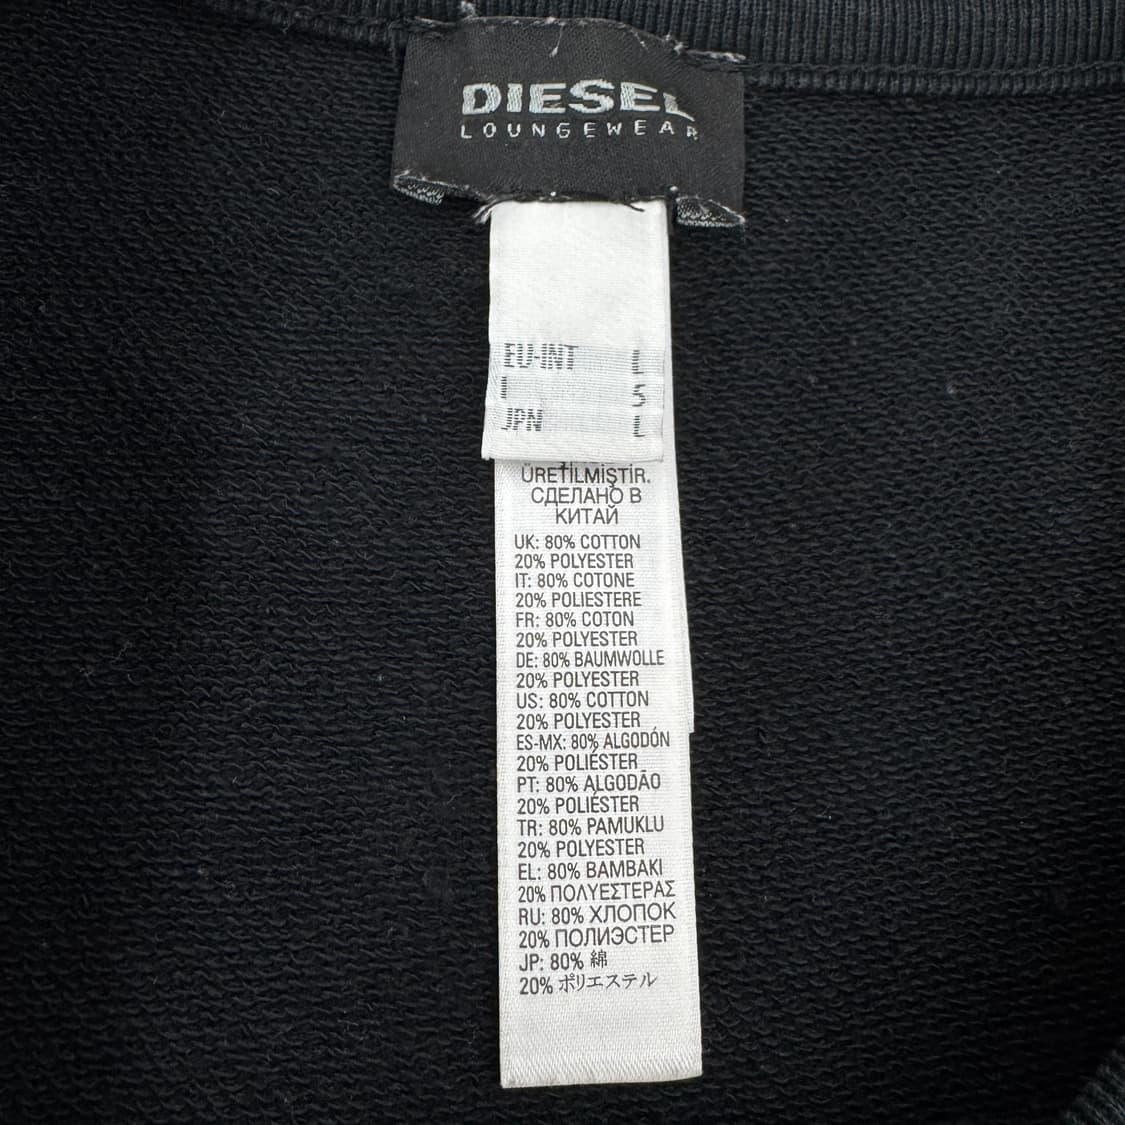 DIESEL
LOUNGEWEAR
EU-INT L
I S
JPN L
ÜRETİLMİŞTİR.
СДЕЛАНО В
КИТАЙ
UK: 80% COTTON
20% POLYESTER
IT: 80% COTONE
20% POLIESTERE
FR: 80% COTON
20% POLYESTER
DE: 80% BAUMWOLLE
20% POLYESTER
US: 80% COTTON
20% POLYESTER
ES-MX: 80% ALGODÓN
20% POLIÉSTER
PT: 80% ALGODÃO
20% POLIÉSTER
TR: 80% PAMUKLU
20% POLYESTER
EL: 80% ΒΑΜΒΑΚΙ
20% ΠΟΛΥΕΣΤΕΡΑΣ
RU: 80% ХЛОПОК
20% ПОЛИЭСТЕР
JP: 80% 綿
20% ポリエステル